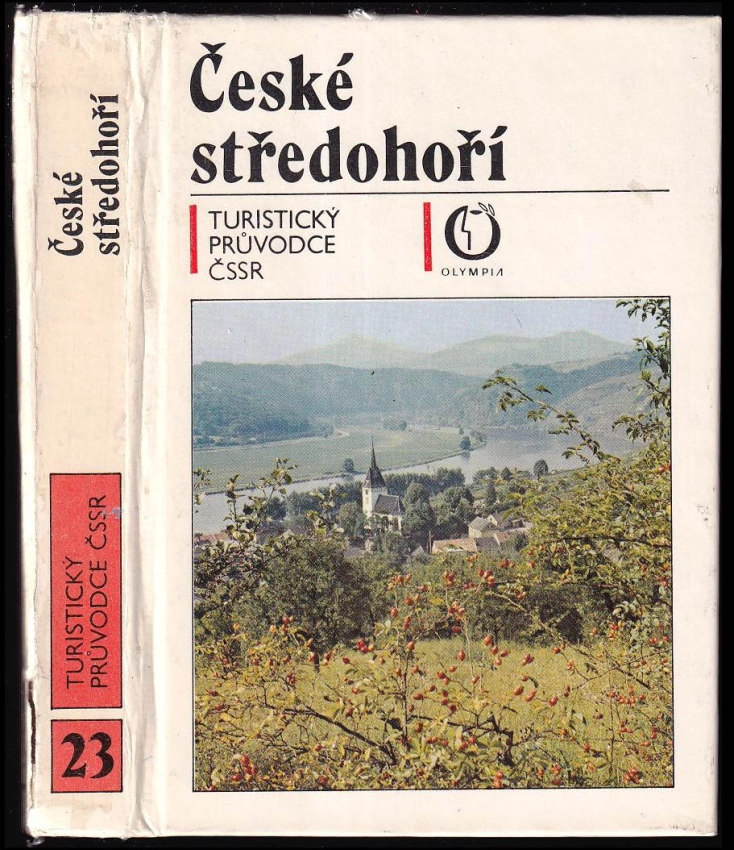 České
středohoří
TURISTICKÝ
PRŮVODCE
ČSSR
OLYMPIA
České
středohoří
TURISTICKÝ
PRŮVODCE ČSSR
23